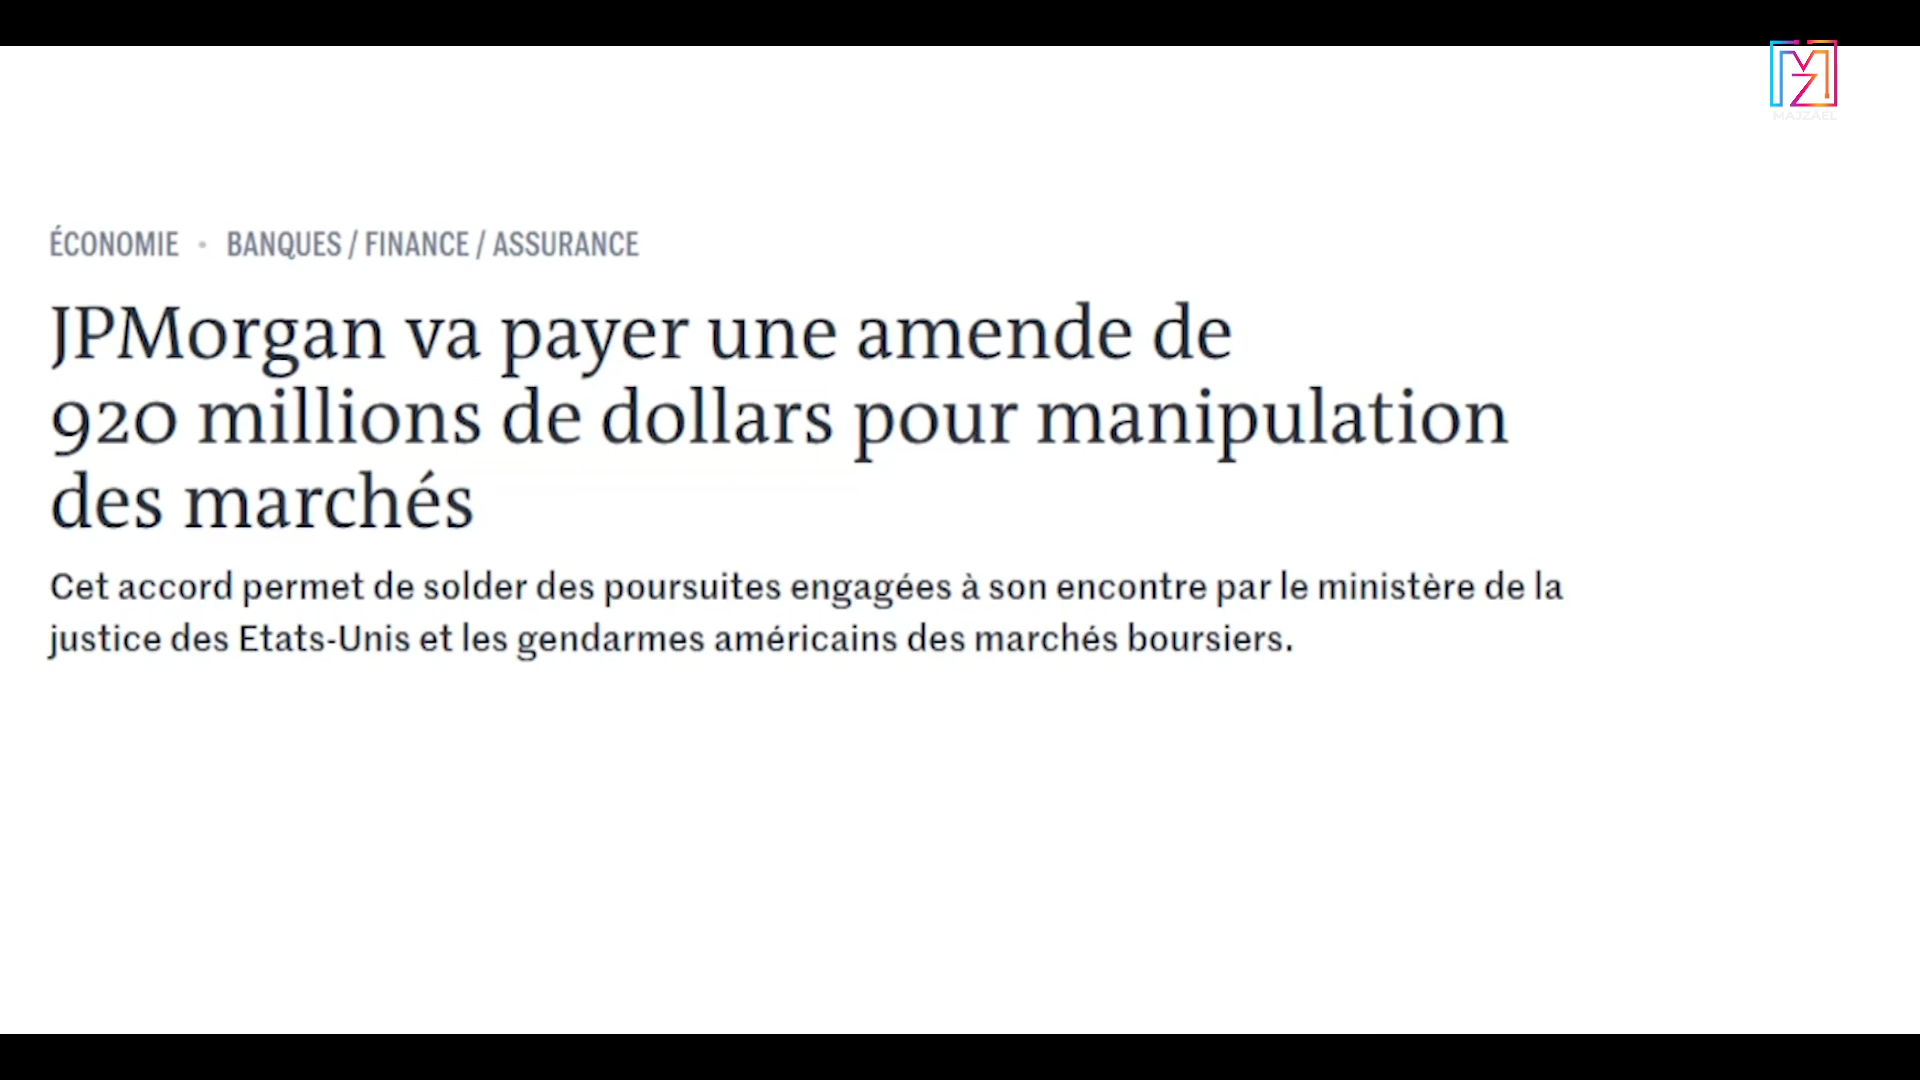 MAJZAEL
ÉCONOMIE • BANQUES / FINANCE / ASSURANCE
JPMorgan va payer une amende de
920 millions de dollars pour manipulation
des marchés
Cet accord permet de solder des poursuites engagées à son encontre par le ministère de la
justice des Etats-Unis et les gendarmes américains des marchés boursiers.